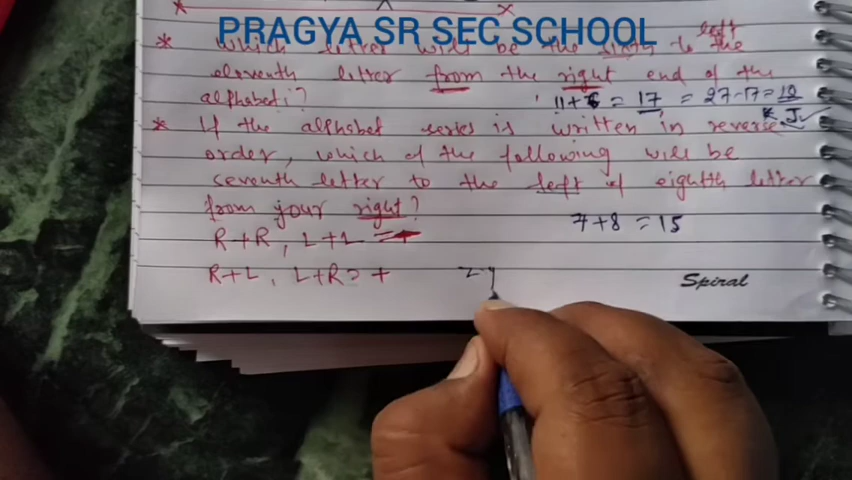 PRAGYA SR SEC SCHOOL
* Which letter will be the sixth to the left
eleventh letter from the right end of the
alphabet?
11+6 = 17 = 27-17=10
K J ✓
* If the alphabet series is written in reverse
order, which of the following will be
seventh letter to the left of eighth letter
from your right?
7+8 =15
R+R, L+L =
R+L, L+R = +
Z Y
Spiral